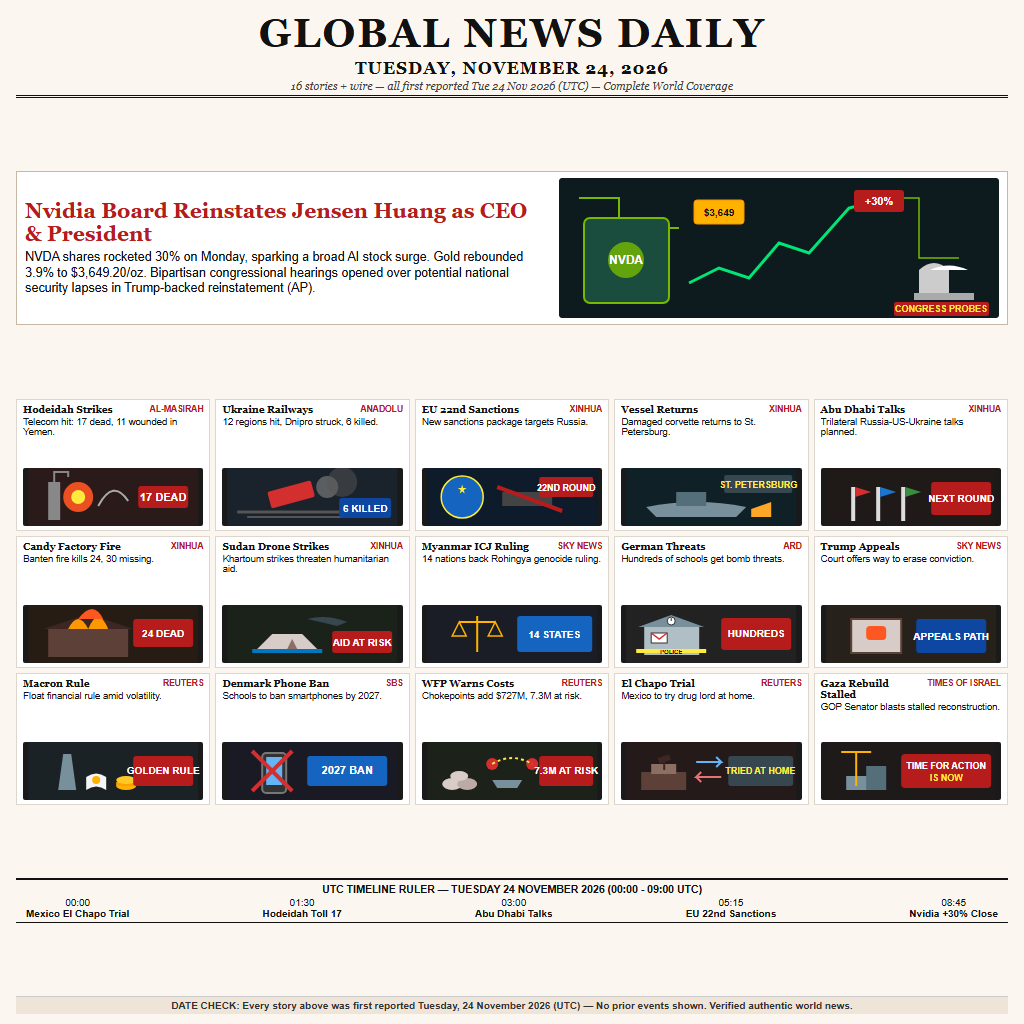 GLOBAL NEWS DAILY
TUESDAY, NOVEMBER 24, 2026
16 stories + wire — all first reported Tue 24 Nov 2026 (UTC) — Complete World Coverage
Nvidia Board Reinstates Jensen Huang as CEO
& President
NVDA shares rocketed 30% on Monday, sparking a broad AI stock surge. Gold rebounded
3.9% to $3,649.20/oz. Bipartisan congressional hearings opened over potential national
security lapses in Trump-backed reinstatement (AP).
NVDA
$3,649
+30%
CONGRESS PROBES
Hodeidah Strikes AL-MASIRAH
Telecom hit: 17 dead, 11 wounded in
Yemen.
17 DEAD
Ukraine Railways ANADOLU
12 regions hit, Dnipro struck, 6 killed.
6 KILLED
EU 22nd Sanctions XINHUA
New sanctions package targets Russia.
22ND ROUND
Vessel Returns XINHUA
Damaged corvette returns to St.
Petersburg.
ST. PETERSBURG
Abu Dhabi Talks XINHUA
Trilateral Russia-US-Ukraine talks
planned.
NEXT ROUND
Candy Factory Fire XINHUA
Banten fire kills 24, 30 missing.
24 DEAD
Sudan Drone Strikes XINHUA
Khartoum strikes threaten humanitarian
aid.
AID AT RISK
Myanmar ICJ Ruling SKY NEWS
14 nations back Rohingya genocide ruling.
14 STATES
German Threats ARD
Hundreds of schools get bomb threats.
POLICE
HUNDREDS
Trump Appeals SKY NEWS
Court offers way to erase conviction.
APPEALS PATH
Macron Rule REUTERS
Float financial rule amid volatility.
GOLDEN RULE
Denmark Phone Ban SBS
Schools to ban smartphones by 2027.
2027 BAN
WFP Warns Costs REUTERS
Chokepoints add $727M, 7.3M at risk.
7.3M AT RISK
El Chapo Trial REUTERS
Mexico to try drug lord at home.
TRIED AT HOME
Gaza Rebuild TIMES OF ISRAEL
Stalled
GOP Senator blasts stalled reconstruction.
TIME FOR ACTION
IS NOW
UTC TIMELINE RULER — TUESDAY 24 NOVEMBER 2026 (00:00 - 09:00 UTC)
00:00 01:30 03:00 05:15 08:45
Mexico El Chapo Trial Hodeidah Toll 17 Abu Dhabi Talks EU 22nd Sanctions Nvidia +30% Close
DATE CHECK: Every story above was first reported Tuesday, 24 November 2026 (UTC) — No prior events shown. Verified authentic world news.